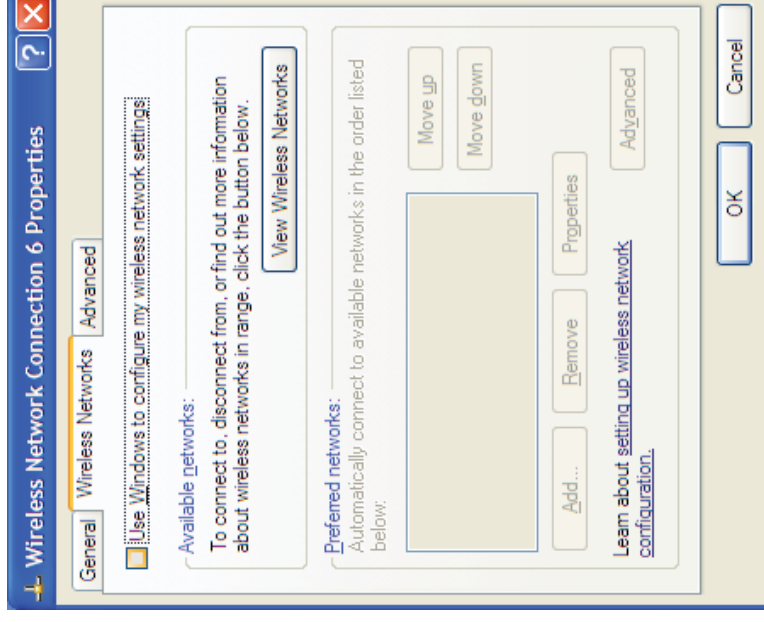 Wireless Network Connection 6 Properties
?
General Wireless Networks Advanced
Use Windows to configure my wireless network settings
Available networks:
To connect to, disconnect from, or find out more information
about wireless networks in range, click the button below.
View Wireless Networks
Preferred networks:
Automatically connect to available networks in the order listed
below:
Move up
Move down
Add... Remove Properties
Learn about setting up wireless network
configuration.
Advanced
OK Cancel